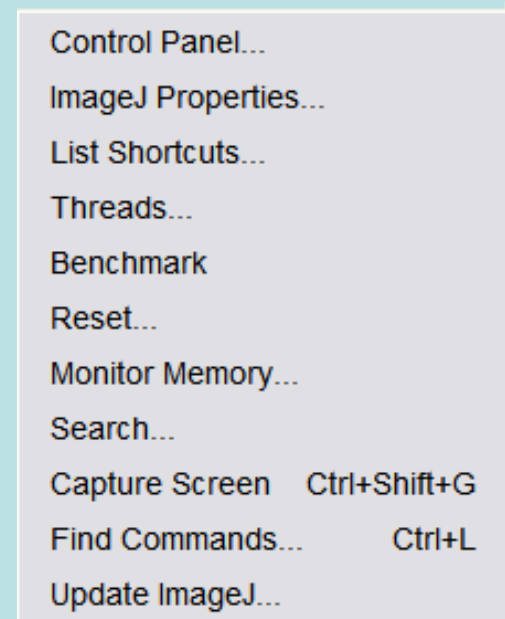 Control Panel...
ImageJ Properties...
List Shortcuts...
Threads...
Benchmark
Reset...
Monitor Memory...
Search...
Capture Screen Ctrl+Shift+G
Find Commands... Ctrl+L
Update ImageJ...